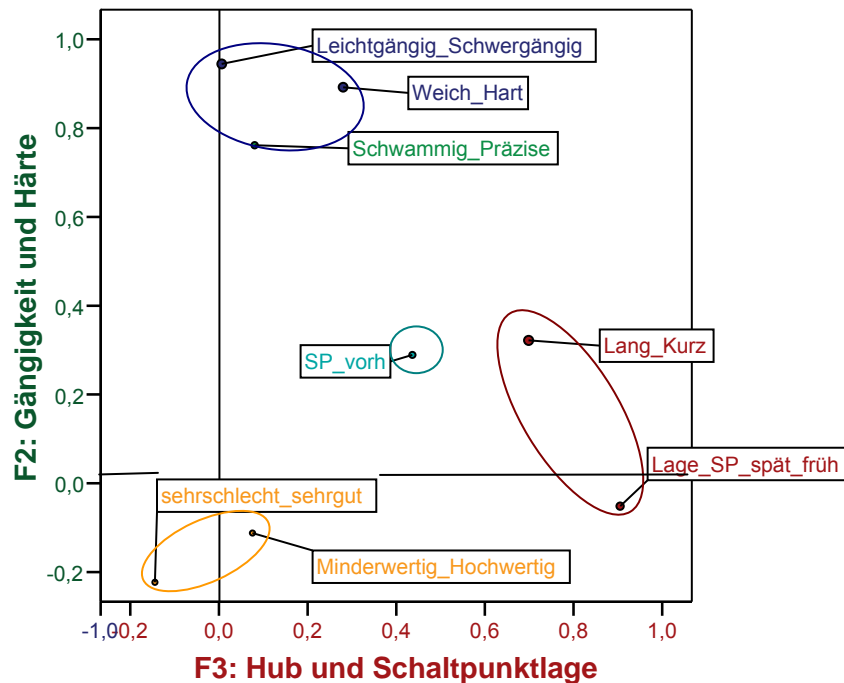 1,0
0,8
0,6
0,4
0,2
0,0
-0,2
F2: Gängigkeit und Härte
Leichtgängig_Schwergängig
Weich_Hart
Schwammig_Präzise
SP_vorh
Lang_Kurz
Lage_SP_spät_früh
sehrschlecht_sehrgut
Minderwertig_Hochwertig
-1,0 -0,2 0,0 0,2 0,4 0,6 0,8 1,0
F3: Hub und Schaltpunktlage